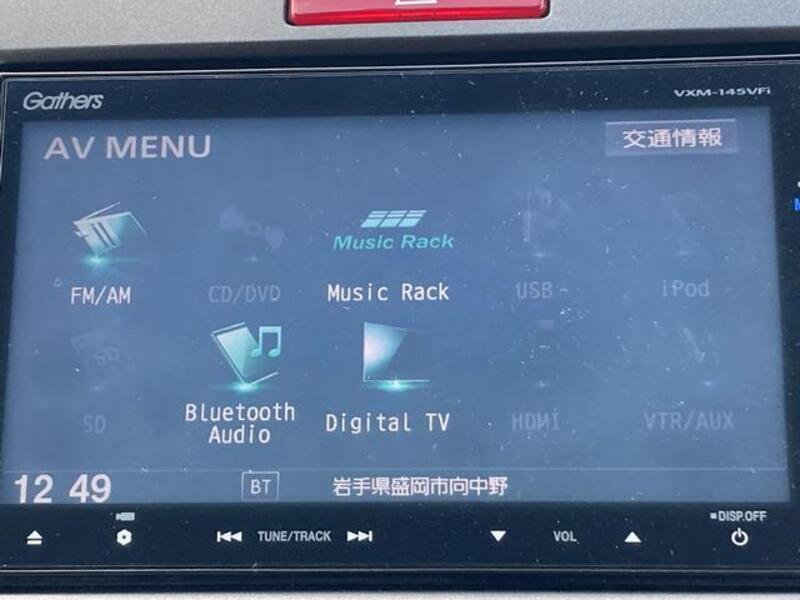 Gathers
VXM-145VFi
AV MENU
交通情報
Music Rack
FM/AM
CD/DVD
Music Rack
USB
iPod
SD
SD
Bluetooth
Audio
Digital TV
HDMI
VTR/AUX
12 49
BT
岩手県盛岡市向中野
TUNE/TRACK
VOL
DISP.OFF